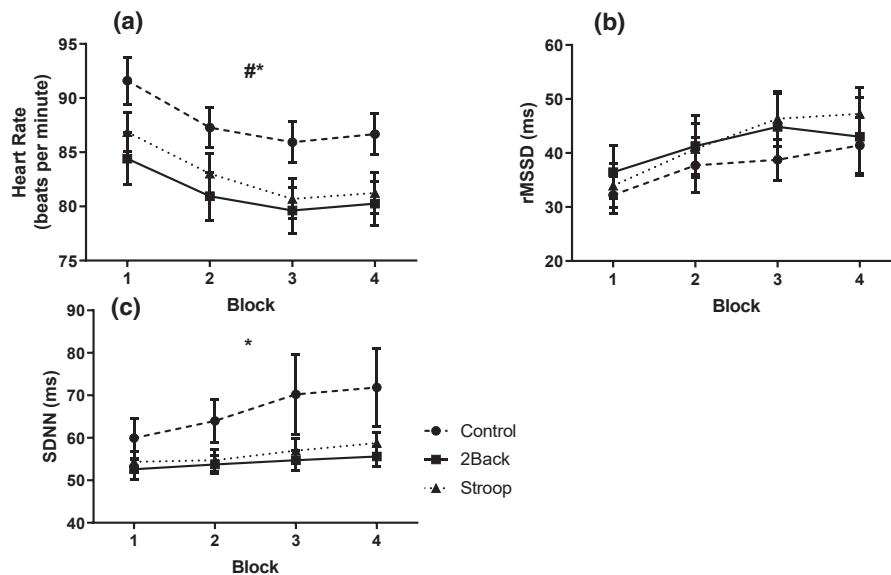 (a)
#*
Heart Rate
(beats per minute)
95
90
85
80
75
1 2 3 4
Block
(b)
rMSSD (ms)
60
50
40
30
20
1 2 3 4
Block
(c)
*
SDNN (ms)
90
80
70
60
50
40
1 2 3 4
Block
Control
2Back
Stroop